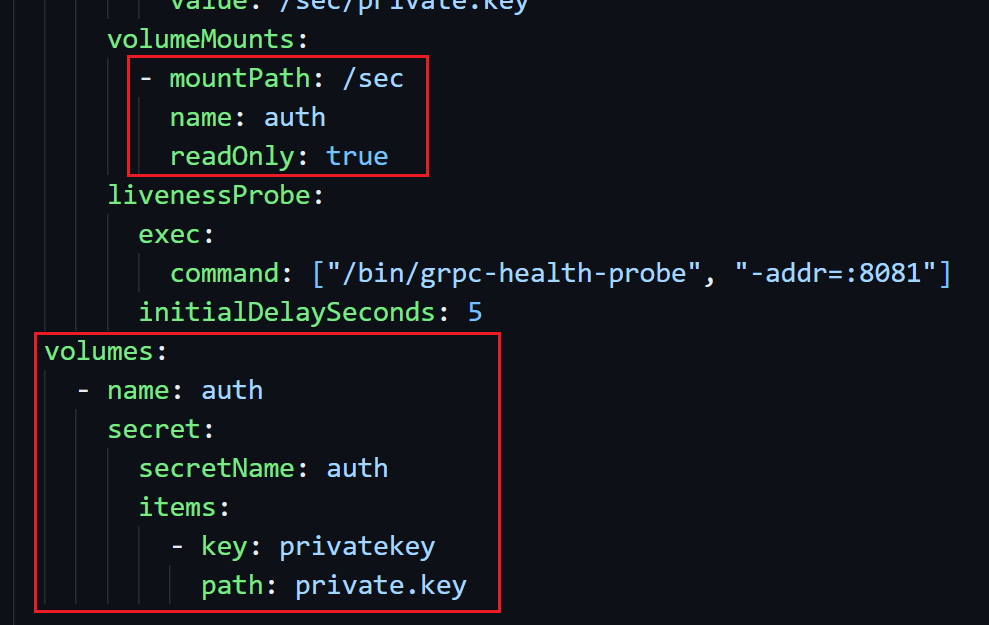 value: /sec/private.key
volumeMounts:
- mountPath: /sec
name: auth
readOnly: true
livenessProbe:
exec:
command: ["/bin/grpc-health-probe", "-addr=:8081"]
initialDelaySeconds: 5
volumes:
- name: auth
secret:
secretName: auth
items:
- key: privatekey
path: private.key